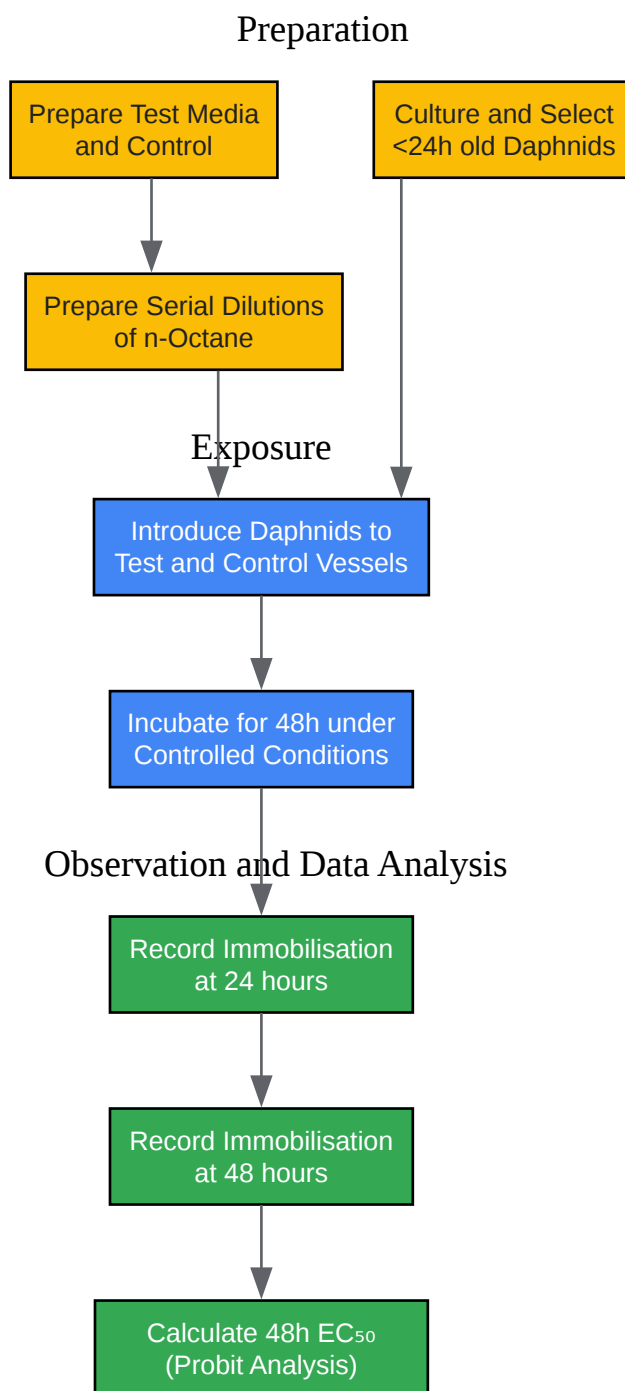 Preparation
Prepare Test Media
and Control
Culture and Select
<24h old Daphnids
Prepare Serial Dilutions
of n-Octane
Exposure
Introduce Daphnids to
Test and Control Vessels
Incubate for 48h under
Controlled Conditions
Observation and Data Analysis
Record Immobilisation
at 24 hours
Record Immobilisation
at 48 hours
Calculate 48h EC₅₀
(Probit Analysis)